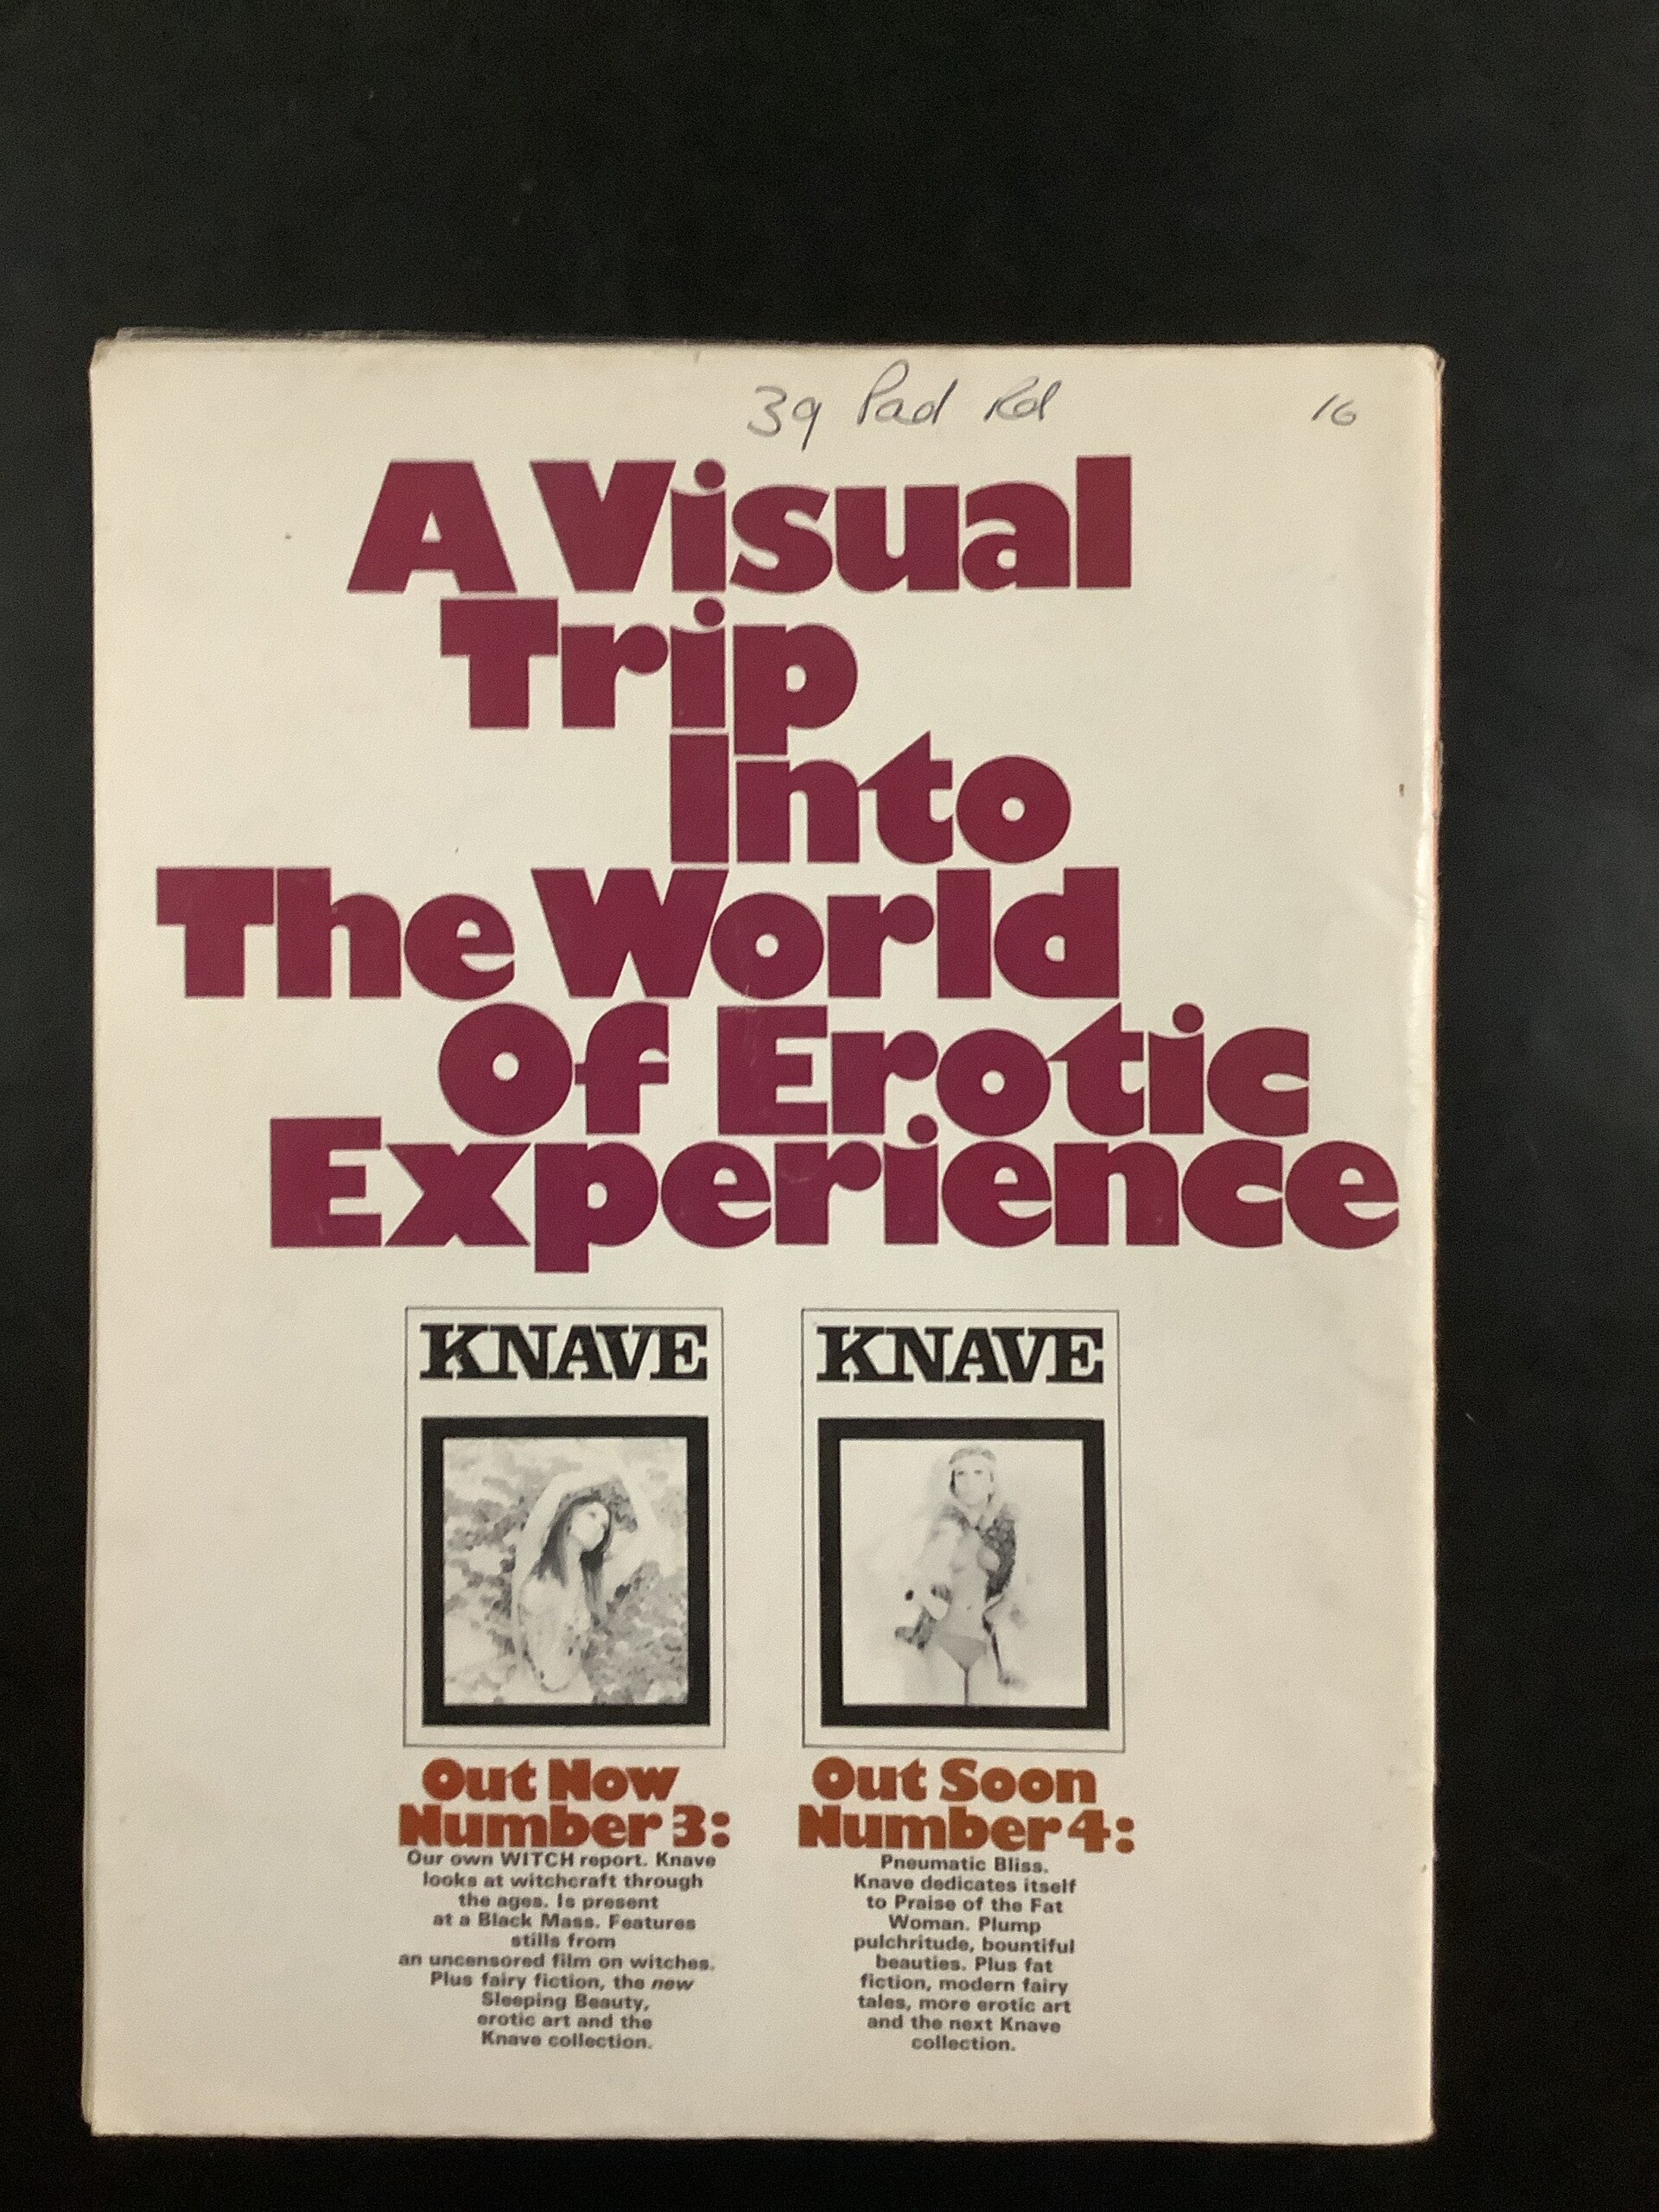 39 Pad Rd
16
A Visual
Trip
Into
The World
Of Erotic
Experience
KNAVE
Out Now
Number 3:
Our own WITCH report. Knave
looks at witchcraft through
the ages. Is present
at a Black Mass. Features
stills from
an uncensored film on witches.
Plus fairy fiction, the new
Sleeping Beauty,
erotic art and the
Knave collection.
KNAVE
Out Soon
Number 4:
Pneumatic Bliss.
Knave dedicates itself
to Praise of the Fat
Woman. Plump
pulchritude, bountiful
beauties. Plus fat
fiction, modern fairy
tales, more erotic art
and the next Knave
collection.